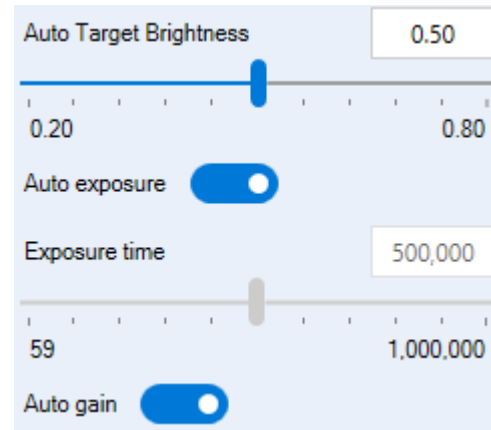 Auto Target Brightness 0.50
0.20 0.80
Auto exposure
Exposure time 500,000
59 1,000,000
Auto gain